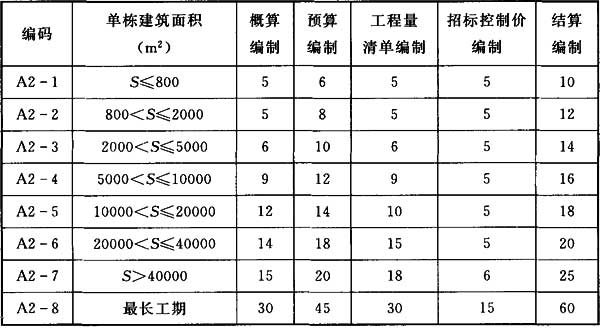 编码 单栋建筑面积（m²） 概算编制 预算编制 工程量清单编制 招标控制价编制 结算编制
A2-1 S≤800 5 6 5 5 10
A2-2 800<S≤2000 5 8 5 5 12
A2-3 2000<S≤5000 6 10 6 5 14
A2-4 5000<S≤10000 9 12 9 5 16
A2-5 10000<S≤20000 12 14 10 5 18
A2-6 20000<S≤40000 14 18 15 5 20
A2-7 S>40000 15 20 18 6 25
A2-8 最长工期 30 45 30 15 60